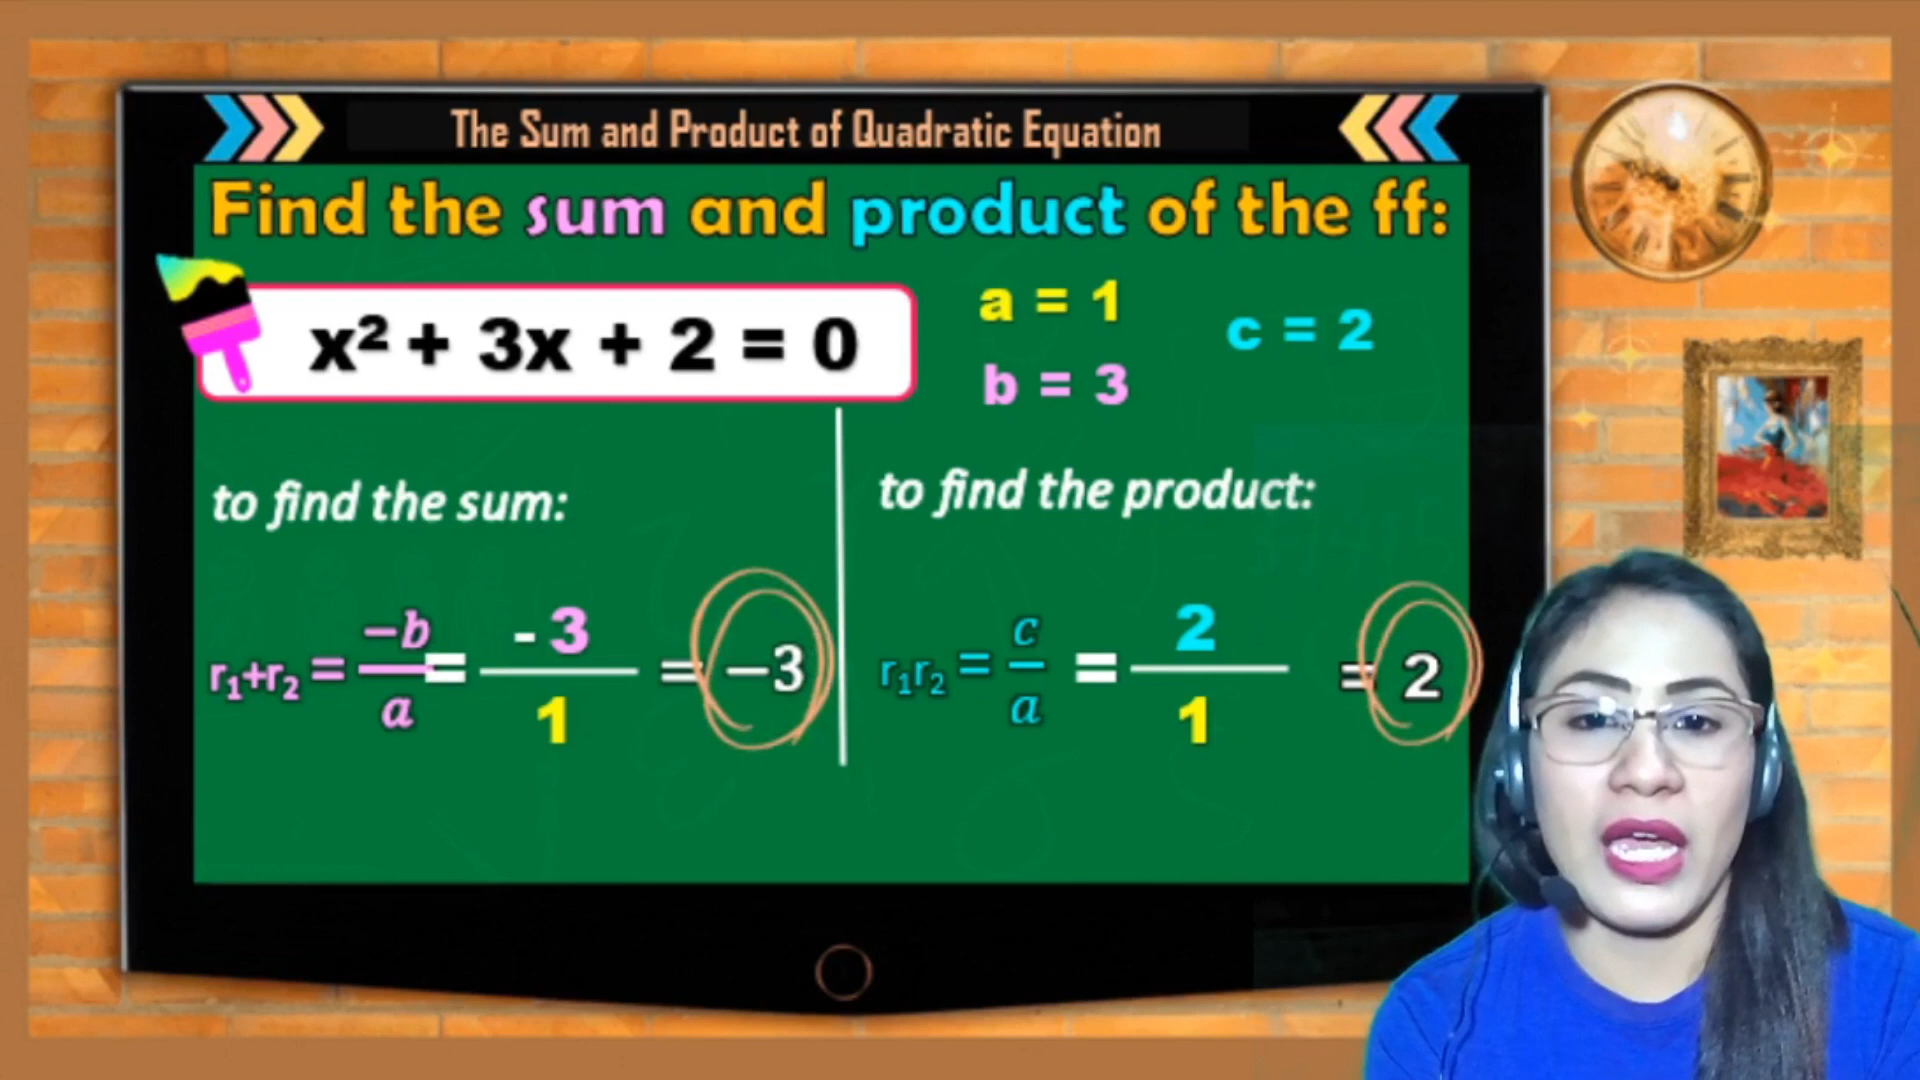 The Sum and Product of Quadratic Equation
Find the sum and product of the ff:
x² + 3x + 2 = 0
a = 1
b = 3
c = 2
to find the sum:
r₁+r₂ = −b/a = -3/1 = −3
to find the product:
r₁r₂ = c/a = 2/1 = 2